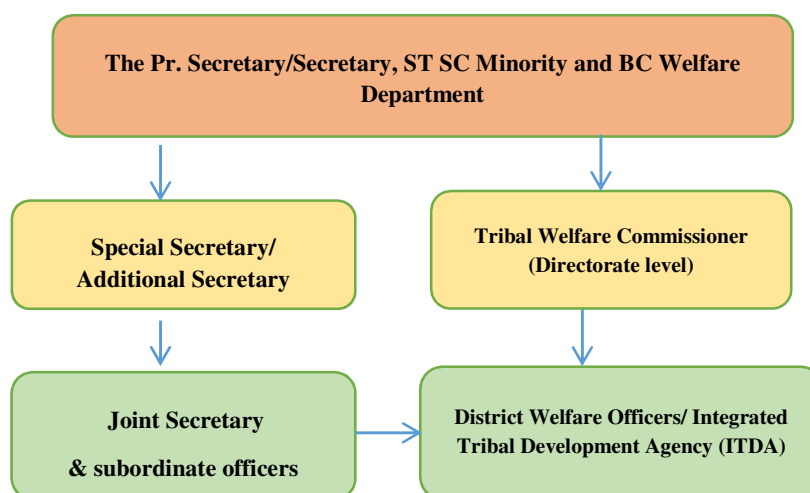 The Pr. Secretary/Secretary, ST SC Minority and BC Welfare
Department
Special Secretary/
Additional Secretary
Tribal Welfare Commissioner
(Directorate level)
Joint Secretary
& subordinate officers
District Welfare Officers/ Integrated
Tribal Development Agency (ITDA)